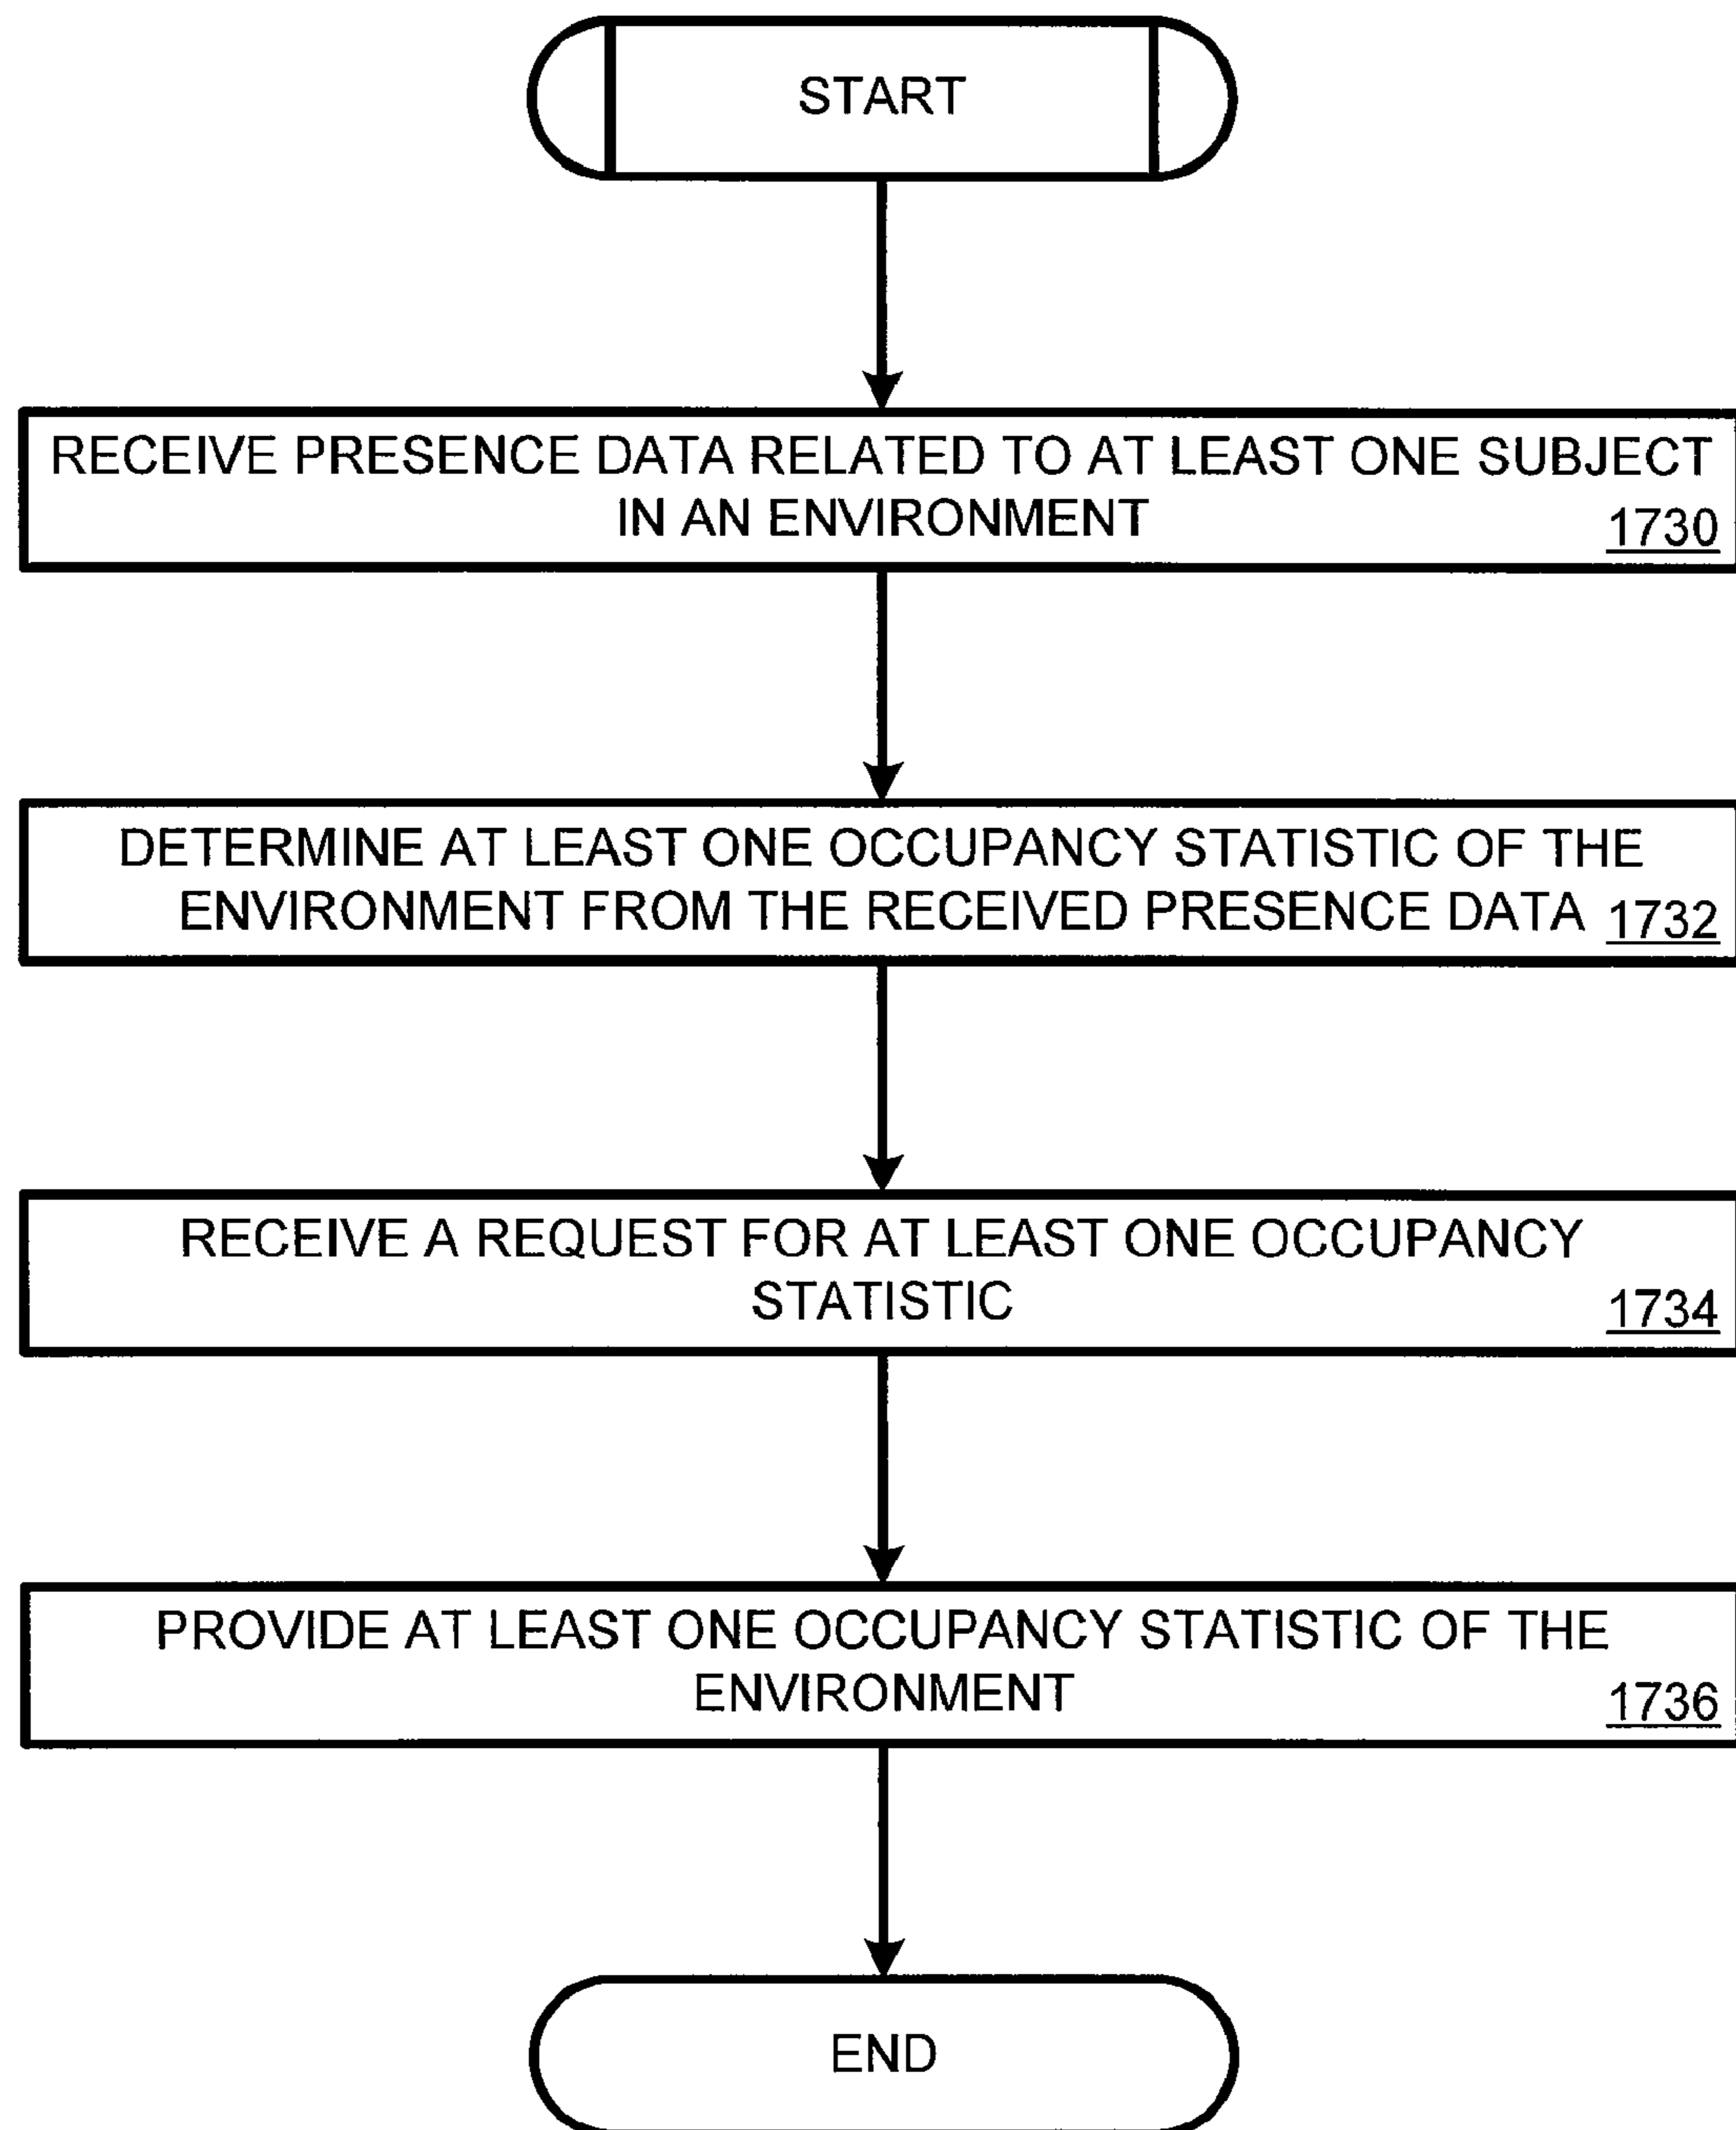 START
RECEIVE PRESENCE DATA RELATED TO AT LEAST ONE SUBJECT
IN AN ENVIRONMENT 1730
DETERMINE AT LEAST ONE OCCUPANCY STATISTIC OF THE
ENVIRONMENT FROM THE RECEIVED PRESENCE DATA 1732
RECEIVE A REQUEST FOR AT LEAST ONE OCCUPANCY
STATISTIC 1734
PROVIDE AT LEAST ONE OCCUPANCY STATISTIC OF THE
ENVIRONMENT 1736
END